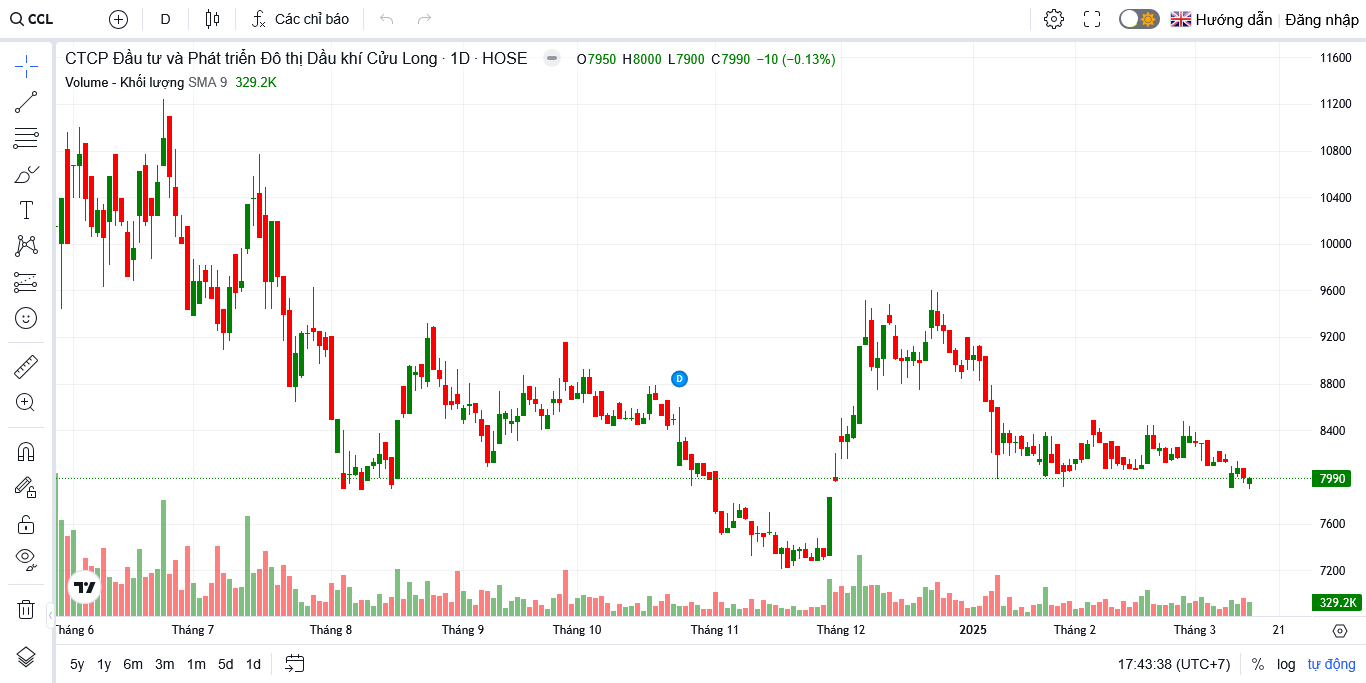 CCL D Các chỉ báo Hướng dẫn Đăng nhập
CTCP Đầu tư và Phát triển Đô thị Dầu khí Cửu Long · 1D · HOSE O7950 H8000 L7900 C7990 −10 (−0.13%)
Volume - Khối lượng SMA 9 329.2K
11600
11200
10800
10400
10000
9600
9200
8800
D
8400
7990
7600
7200
329.2K
Tháng 6 Tháng 7 Tháng 8 Tháng 9 Tháng 10 Tháng 11 Tháng 12 2025 Tháng 2 Tháng 3 21
5y 1y 6m 3m 1m 5d 1d 17:43:38 (UTC+7) % log tự động